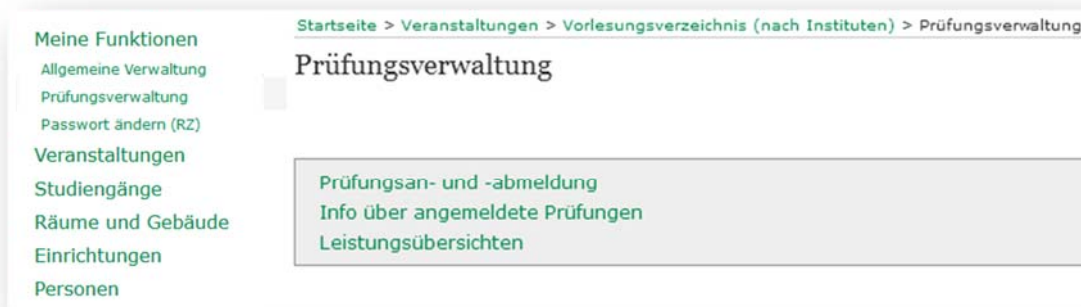 Meine Funktionen
Allgemeine Verwaltung
Prüfungsverwaltung
Passwort ändern (RZ)
Veranstaltungen
Studiengänge
Räume und Gebäude
Einrichtungen
Personen
Startseite > Veranstaltungen > Vorlesungsverzeichnis (nach Instituten) > Prüfungsverwaltung
Prüfungsverwaltung
Prüfungsan- und -abmeldung
Info über angemeldete Prüfungen
Leistungsübersichten